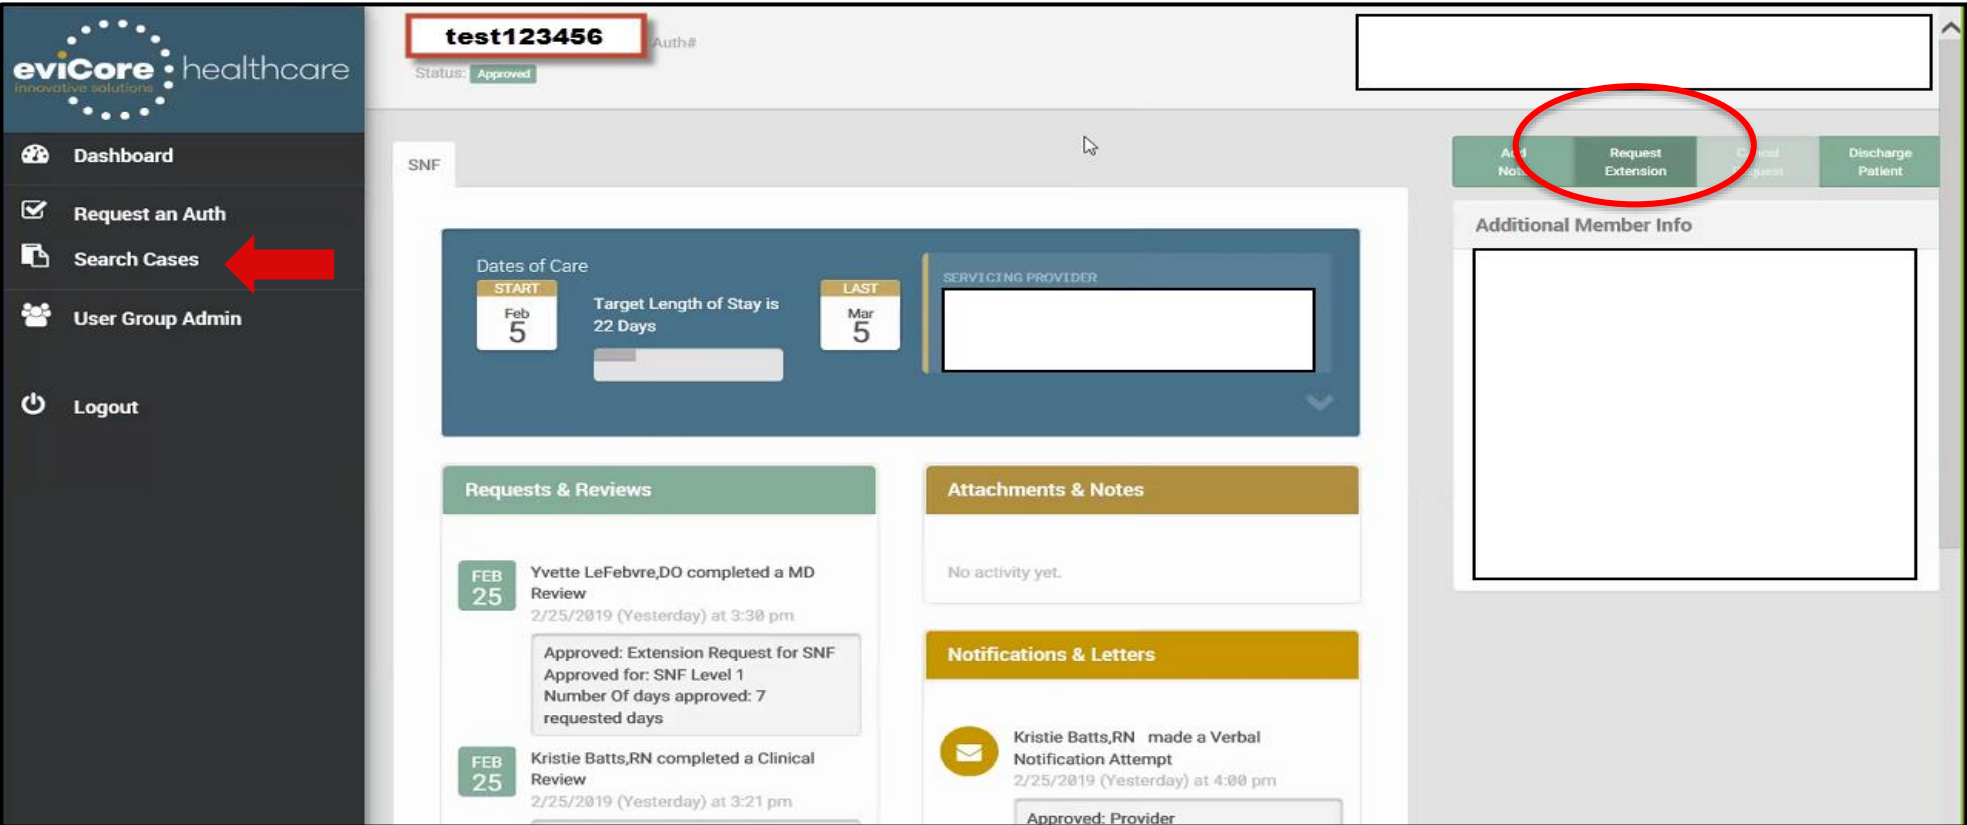 eviCore healthcare
innovative solutions
Dashboard
Request an Auth
Search Cases
User Group Admin
Logout
test123456
Auth#
Status: Approved
SNF
Add
Note
Request
Extension
Cancel
Request
Discharge
Patient
Additional Member Info
Dates of Care
START
Feb
5
Target Length of Stay is
22 Days
LAST
Mar
5
SERVICING PROVIDER
Requests & Reviews
FEB
25
Yvette LeFebvre,DO completed a MD
Review
2/25/2019 (Yesterday) at 3:30 pm
Approved: Extension Request for SNF
Approved for: SNF Level 1
Number Of days approved: 7
requested days
FEB
25
Kristie Batts,RN completed a Clinical
Review
2/25/2019 (Yesterday) at 3:21 pm
Attachments & Notes
No activity yet.
Notifications & Letters
Kristie Batts,RN made a Verbal
Notification Attempt
2/25/2019 (Yesterday) at 4:00 pm
Approved: Provider